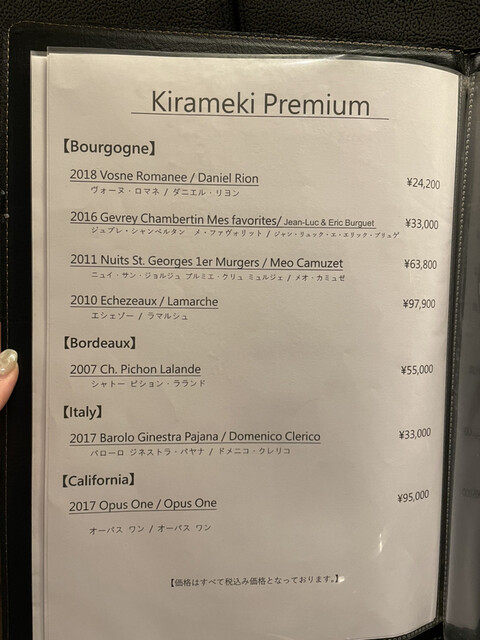 Kirameki Premium
【Bourgogne】
2018 Vosne Romanee / Daniel Rion ¥24,200
ヴォーヌ・ロマネ / ダニエル・リヨン
2016 Gevrey Chambertin Mes favorites/ Jean-Luc & Eric Burguet ¥33,000
ジュブレ・シャンベルタン メ・ファヴォリット / ジャン・リュック・エ・エリック・ブリュゲ
2011 Nuits St. Georges 1er Murgers / Meo Camuzet ¥63,800
ニュイ・サン・ジョルジュ プルミエ・クリュ ミュルジェ / メオ・カミュゼ
2010 Echezeaux / Lamarche ¥97,900
エシェゾー / ラマルシュ
【Bordeaux】
2007 Ch. Pichon Lalande ¥55,000
シャトー ピション・ラランド
【Italy】
2017 Barolo Ginestra Pajana / Domenico Clerico ¥33,000
バローロ ジネストラ・パヤナ / ドメニコ・クレリコ
【California】
2017 Opus One / Opus One ¥95,000
オーパス ワン / オーパス ワン
【価格はすべて税込み価格となっております。】